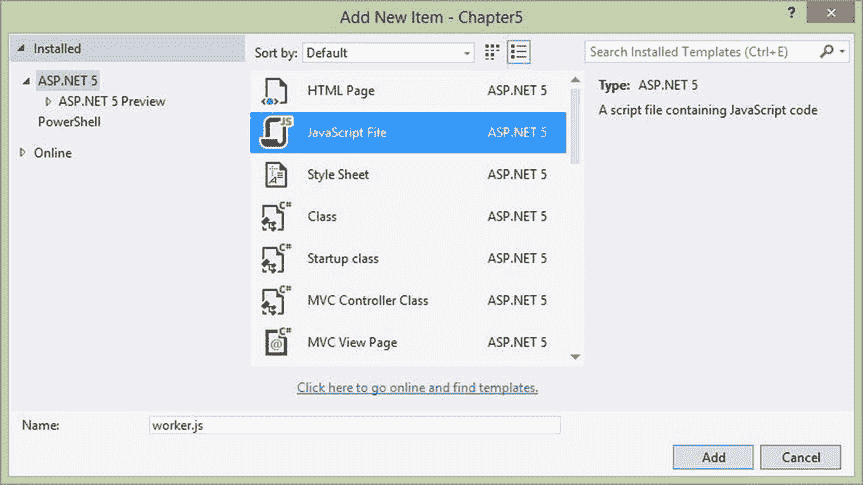 Add New Item - Chapter5
?
Installed
Sort by: Default
Search Installed Templates (Ctrl+E)
ASP.NET 5
ASP.NET 5 Preview
PowerShell
Online
HTML Page ASP.NET 5
JS
JavaScript File ASP.NET 5
Style Sheet ASP.NET 5
C#
Class ASP.NET 5
C#
Startup class ASP.NET 5
C#
MVC Controller Class ASP.NET 5
C#
@
MVC View Page ASP.NET 5
Type: ASP.NET 5
A script file containing JavaScript code
Click here to go online and find templates.
Name: worker.js
Add Cancel